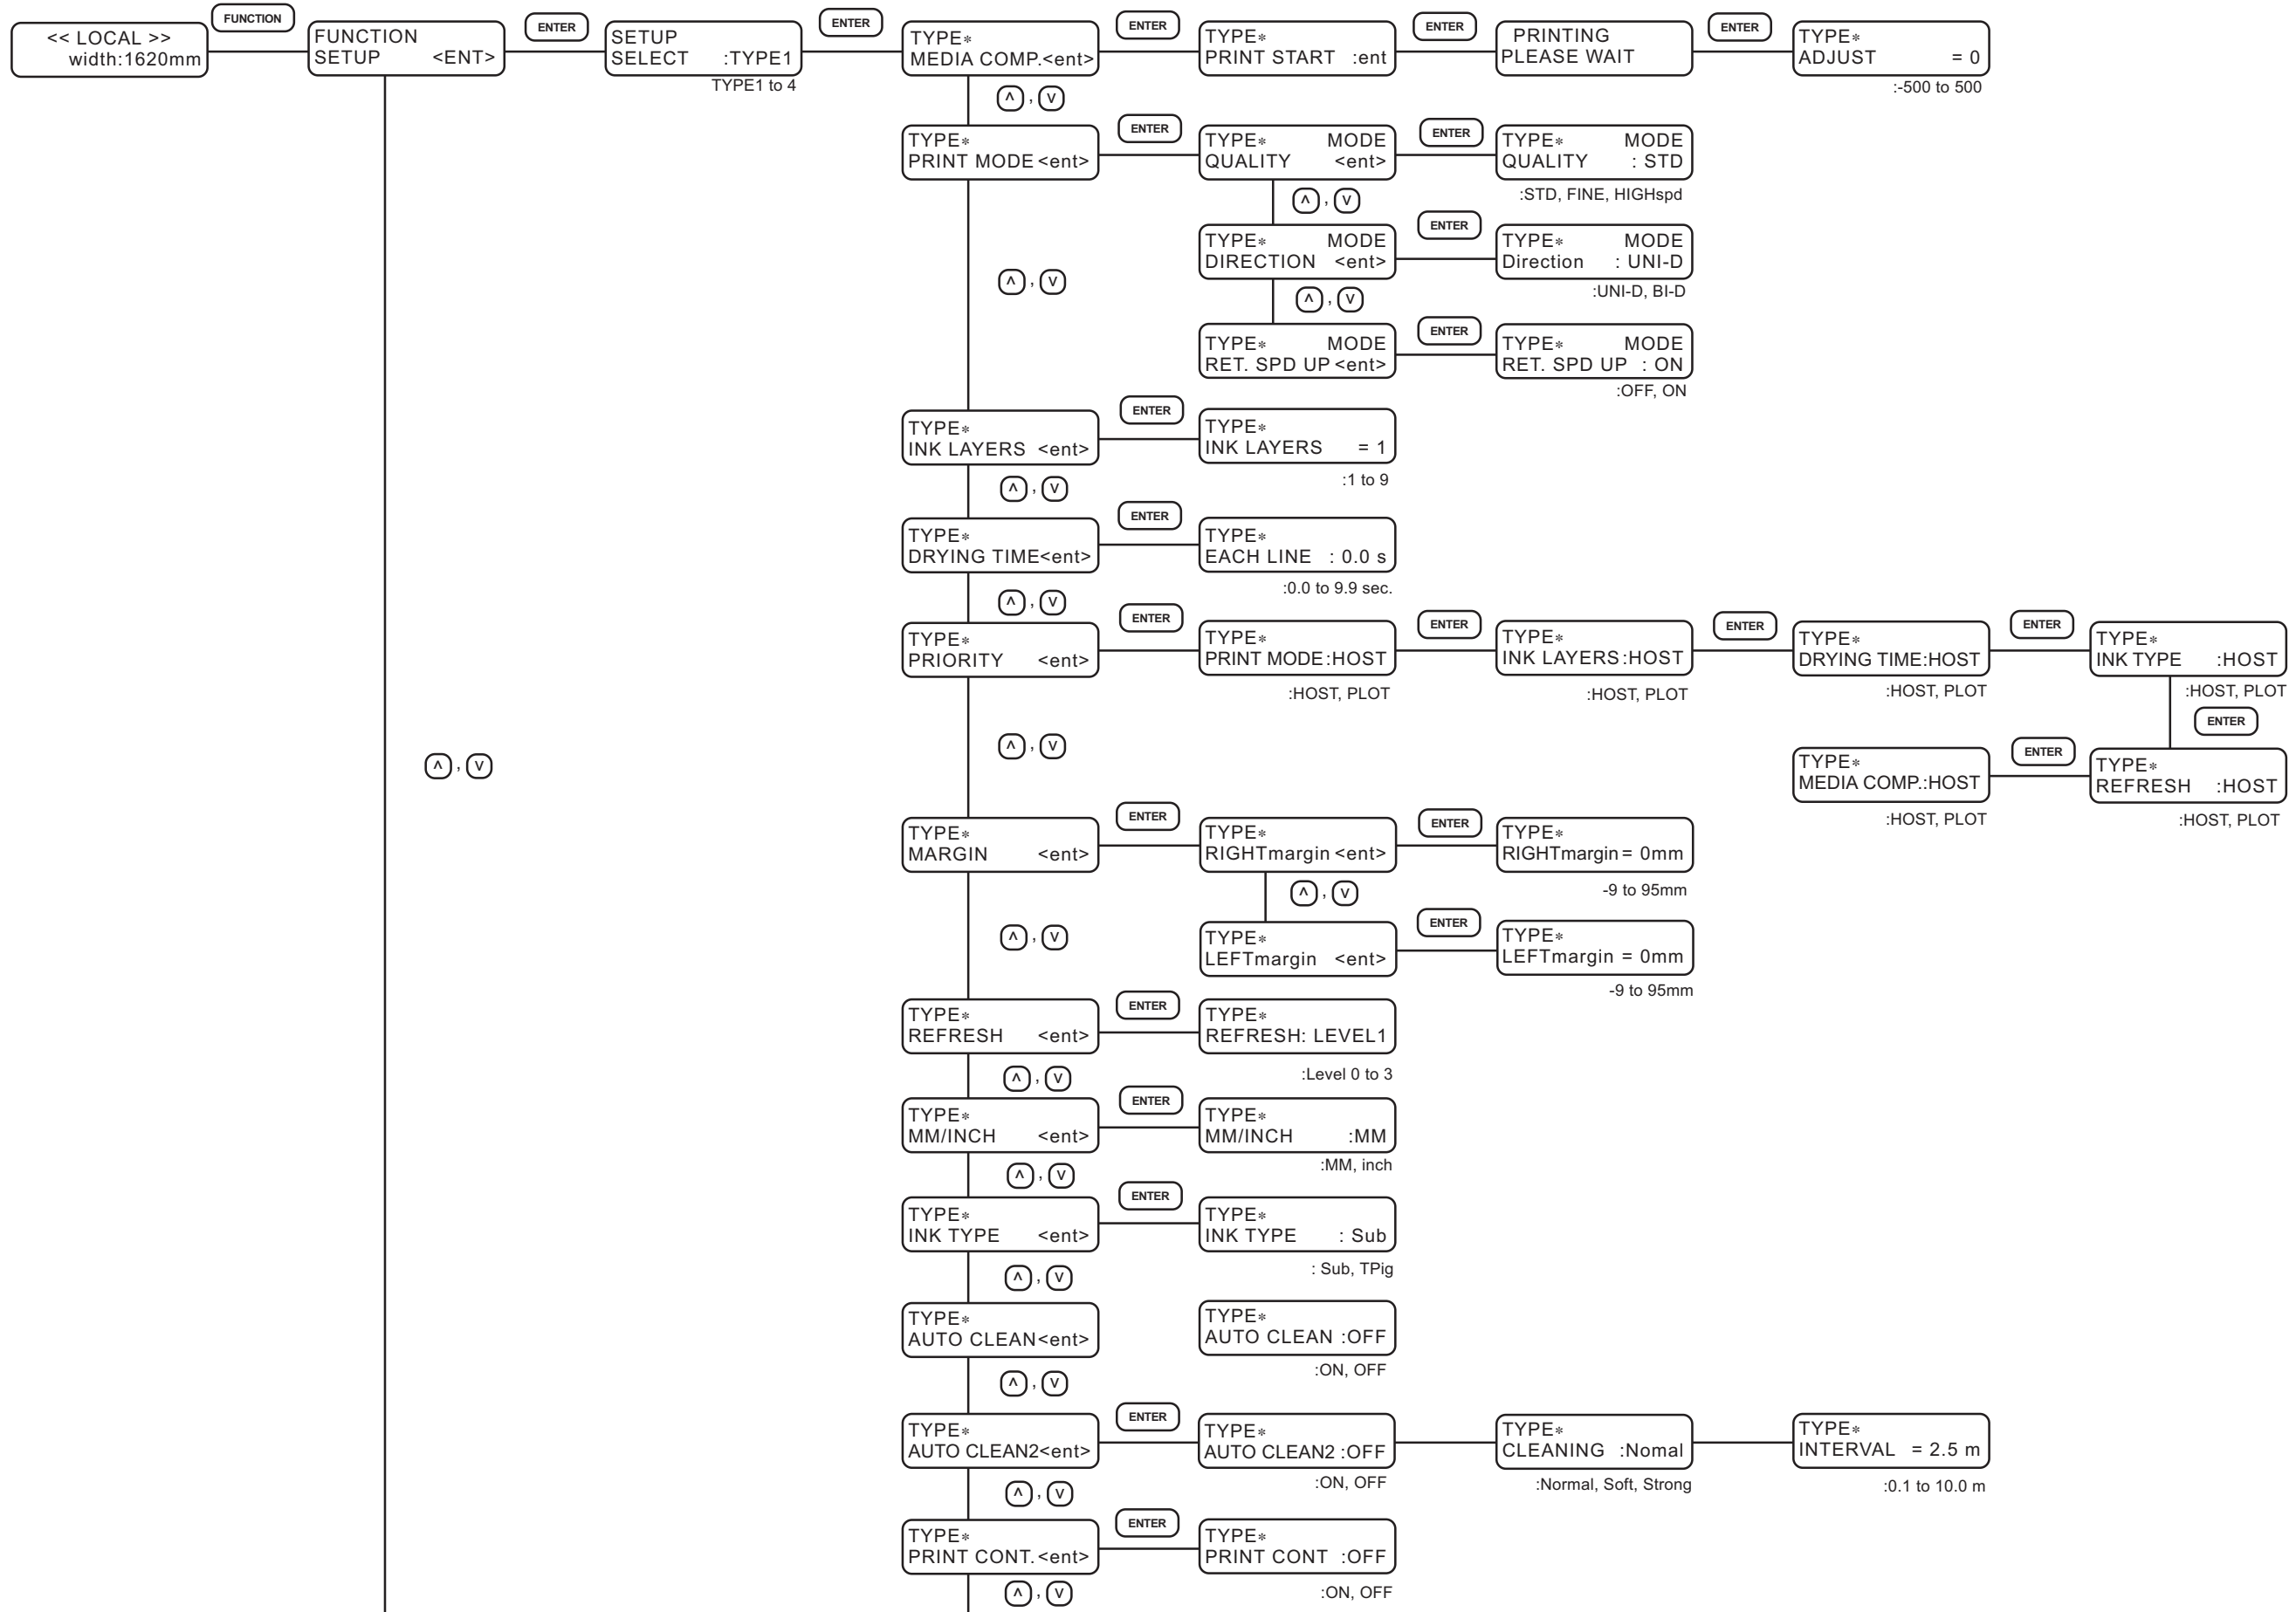 FUNCTION
<< LOCAL >>
width:1620mm
FUNCTION
SETUP <ENT>
ENTER
SETUP
SELECT :TYPE1
TYPE1 to 4
ENTER
TYPE*
MEDIA COMP.<ent>
ENTER
TYPE*
PRINT START :ent
ENTER
PRINTING
PLEASE WAIT
ENTER
TYPE*
ADJUST = 0
:-500 to 500
^ , v
TYPE*
PRINT MODE <ent>
ENTER
TYPE* MODE
QUALITY <ent>
ENTER
TYPE* MODE
QUALITY : STD
:STD, FINE, HIGHspd
^ , v
TYPE* MODE
DIRECTION <ent>
ENTER
TYPE* MODE
Direction : UNI-D
:UNI-D, BI-D
^ , v
^ , v
TYPE* MODE
RET. SPD UP <ent>
ENTER
TYPE* MODE
RET. SPD UP : ON
:OFF, ON
TYPE*
INK LAYERS <ent>
ENTER
TYPE*
INK LAYERS = 1
:1 to 9
^ , v
TYPE*
DRYING TIME<ent>
ENTER
TYPE*
EACH LINE : 0.0 s
:0.0 to 9.9 sec.
^ , v
TYPE*
PRIORITY <ent>
ENTER
TYPE*
PRINT MODE:HOST
:HOST, PLOT
ENTER
TYPE*
INK LAYERS:HOST
:HOST, PLOT
ENTER
TYPE*
DRYING TIME:HOST
:HOST, PLOT
ENTER
TYPE*
INK TYPE :HOST
:HOST, PLOT
ENTER
TYPE*
REFRESH :HOST
:HOST, PLOT
ENTER
TYPE*
MEDIA COMP.:HOST
:HOST, PLOT
^ , v
^ , v
TYPE*
MARGIN <ent>
ENTER
TYPE*
RIGHTmargin <ent>
ENTER
TYPE*
RIGHTmargin = 0mm
-9 to 95mm
^ , v
TYPE*
LEFTmargin <ent>
ENTER
TYPE*
LEFTmargin = 0mm
-9 to 95mm
^ , v
TYPE*
REFRESH <ent>
ENTER
TYPE*
REFRESH: LEVEL1
:Level 0 to 3
^ , v
TYPE*
MM/INCH <ent>
ENTER
TYPE*
MM/INCH :MM
:MM, inch
^ , v
TYPE*
INK TYPE <ent>
ENTER
TYPE*
INK TYPE : Sub
: Sub, TPig
^ , v
TYPE*
AUTO CLEAN<ent>
TYPE*
AUTO CLEAN :OFF
:ON, OFF
^ , v
TYPE*
AUTO CLEAN2<ent>
ENTER
TYPE*
AUTO CLEAN2 :OFF
:ON, OFF
TYPE*
CLEANING :Nomal
:Normal, Soft, Strong
TYPE*
INTERVAL = 2.5 m
:0.1 to 10.0 m
^ , v
TYPE*
PRINT CONT. <ent>
ENTER
TYPE*
PRINT CONT :OFF
:ON, OFF
^ , v